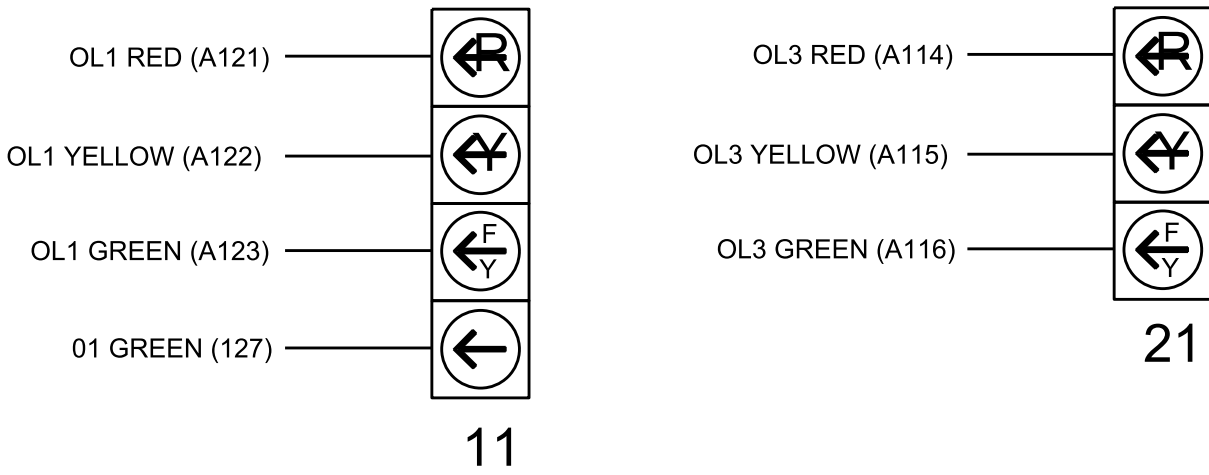 OL1 RED (A121)
R
OL1 YELLOW (A122)
Y
OL1 GREEN (A123)
F
Y
01 GREEN (127)
11
OL3 RED (A114)
R
OL3 YELLOW (A115)
Y
OL3 GREEN (A116)
F
Y
21